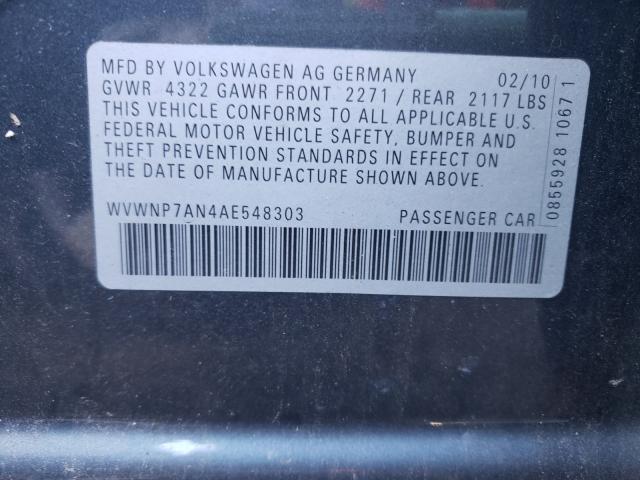 MFD BY VOLKSWAGEN AG GERMANY 02/10
GVWR 4322 GAWR FRONT 2271 / REAR 2117 LBS
THIS VEHICLE CONFORMS TO ALL APPLICABLE U.S.
FEDERAL MOTOR VEHICLE SAFETY, BUMPER AND
THEFT PREVENTION STANDARDS IN EFFECT ON
THE DATE OF MANUFACTURE SHOWN ABOVE.
WVWNP7AN4AE548303 PASSENGER CAR
0855928 1067 1